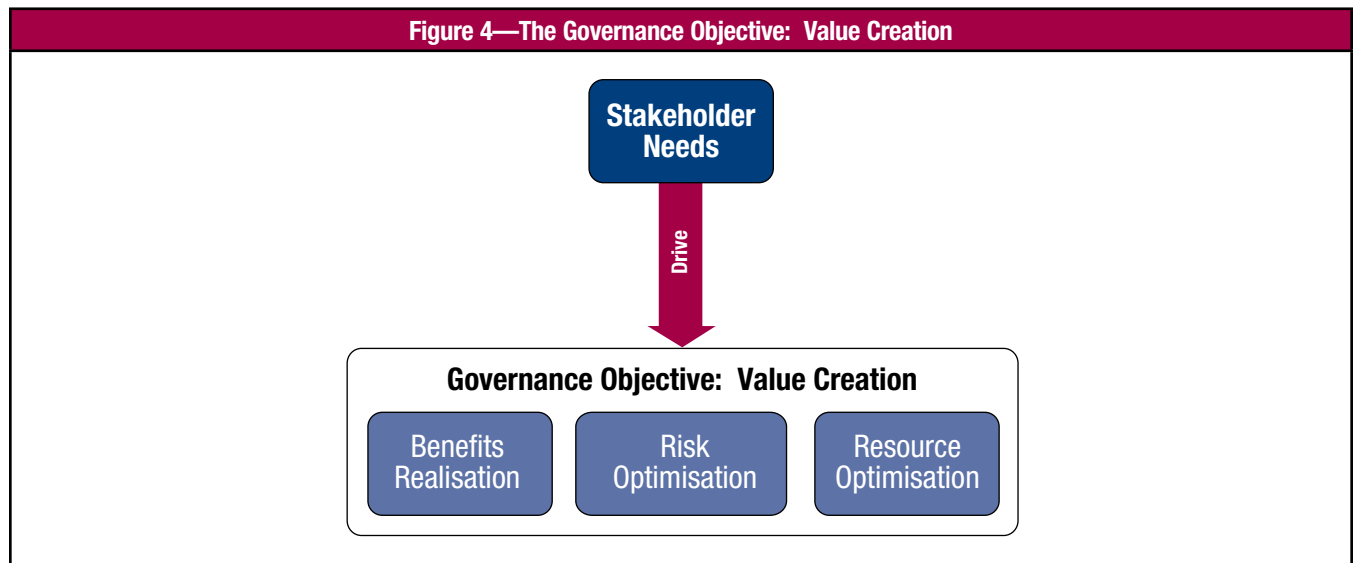 Figure 4—The Governance Objective: Value Creation
Stakeholder
Needs
Drive
Governance Objective: Value Creation
Benefits
Realisation
Risk
Optimisation
Resource
Optimisation